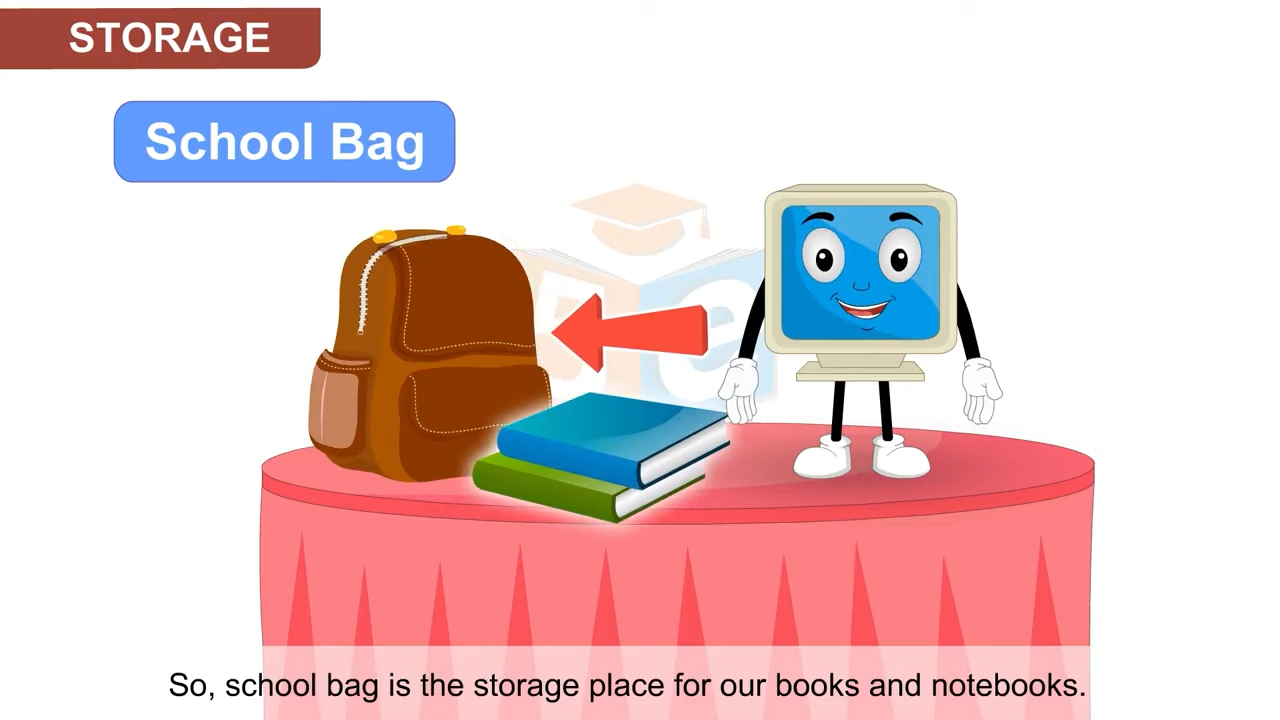 STORAGE
School Bag
So, school bag is the storage place for our books and notebooks.